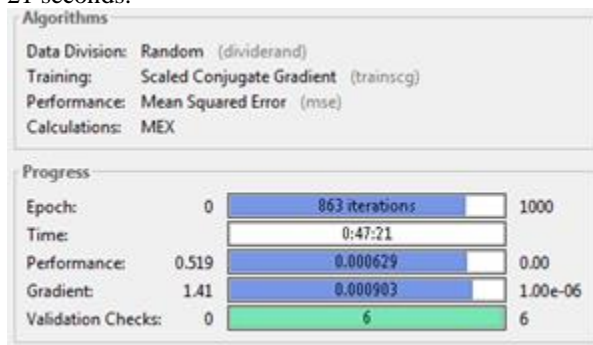 21 seconds.
Algorithms
Data Division: Random (dividerand)
Training: Scaled Conjugate Gradient (trainscg)
Performance: Mean Squared Error (mse)
Calculations: MEX
Progress
Epoch: 0 863 iterations 1000
Time: 0:47:21
Performance: 0.519 0.000629 0.00
Gradient: 1.41 0.000903 1.00e-06
Validation Checks: 0 6 6